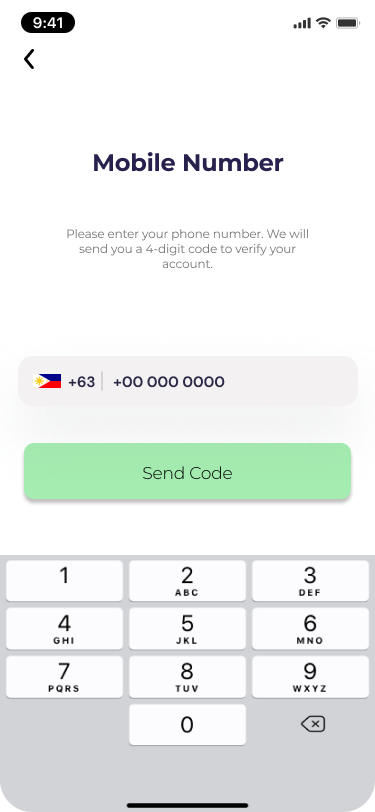 9:41
Mobile Number
Please enter your phone number. We will
send you a 4-digit code to verify your
account.
+63 +00 000 0000
Send Code
1 2 3
ABC DEF
4 5 6
GHI JKL MNO
7 8 9
PQRS TUV WXYZ
0